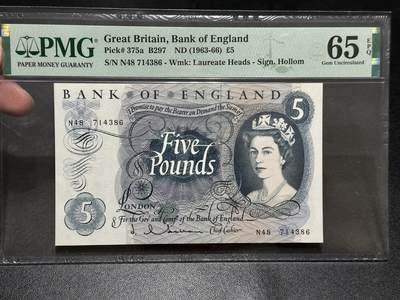 PMG
PAPER MONEY GUARANTY
Great Britain, Bank of England
Pick# 375a B297 ND (1963-66) £5
S/N N48 714386 - Wmk: Laureate Heads - Sign. Hollom
65 EPQ
Gem Uncirculated
BANK OF ENGLAND
I Promise to pay the Bearer on Demand the Sum of
5
N48 714386
Five
Pounds
LONDON
For the Govr and Compa of the Bank of England
5
Chief Cashier
N48 714386